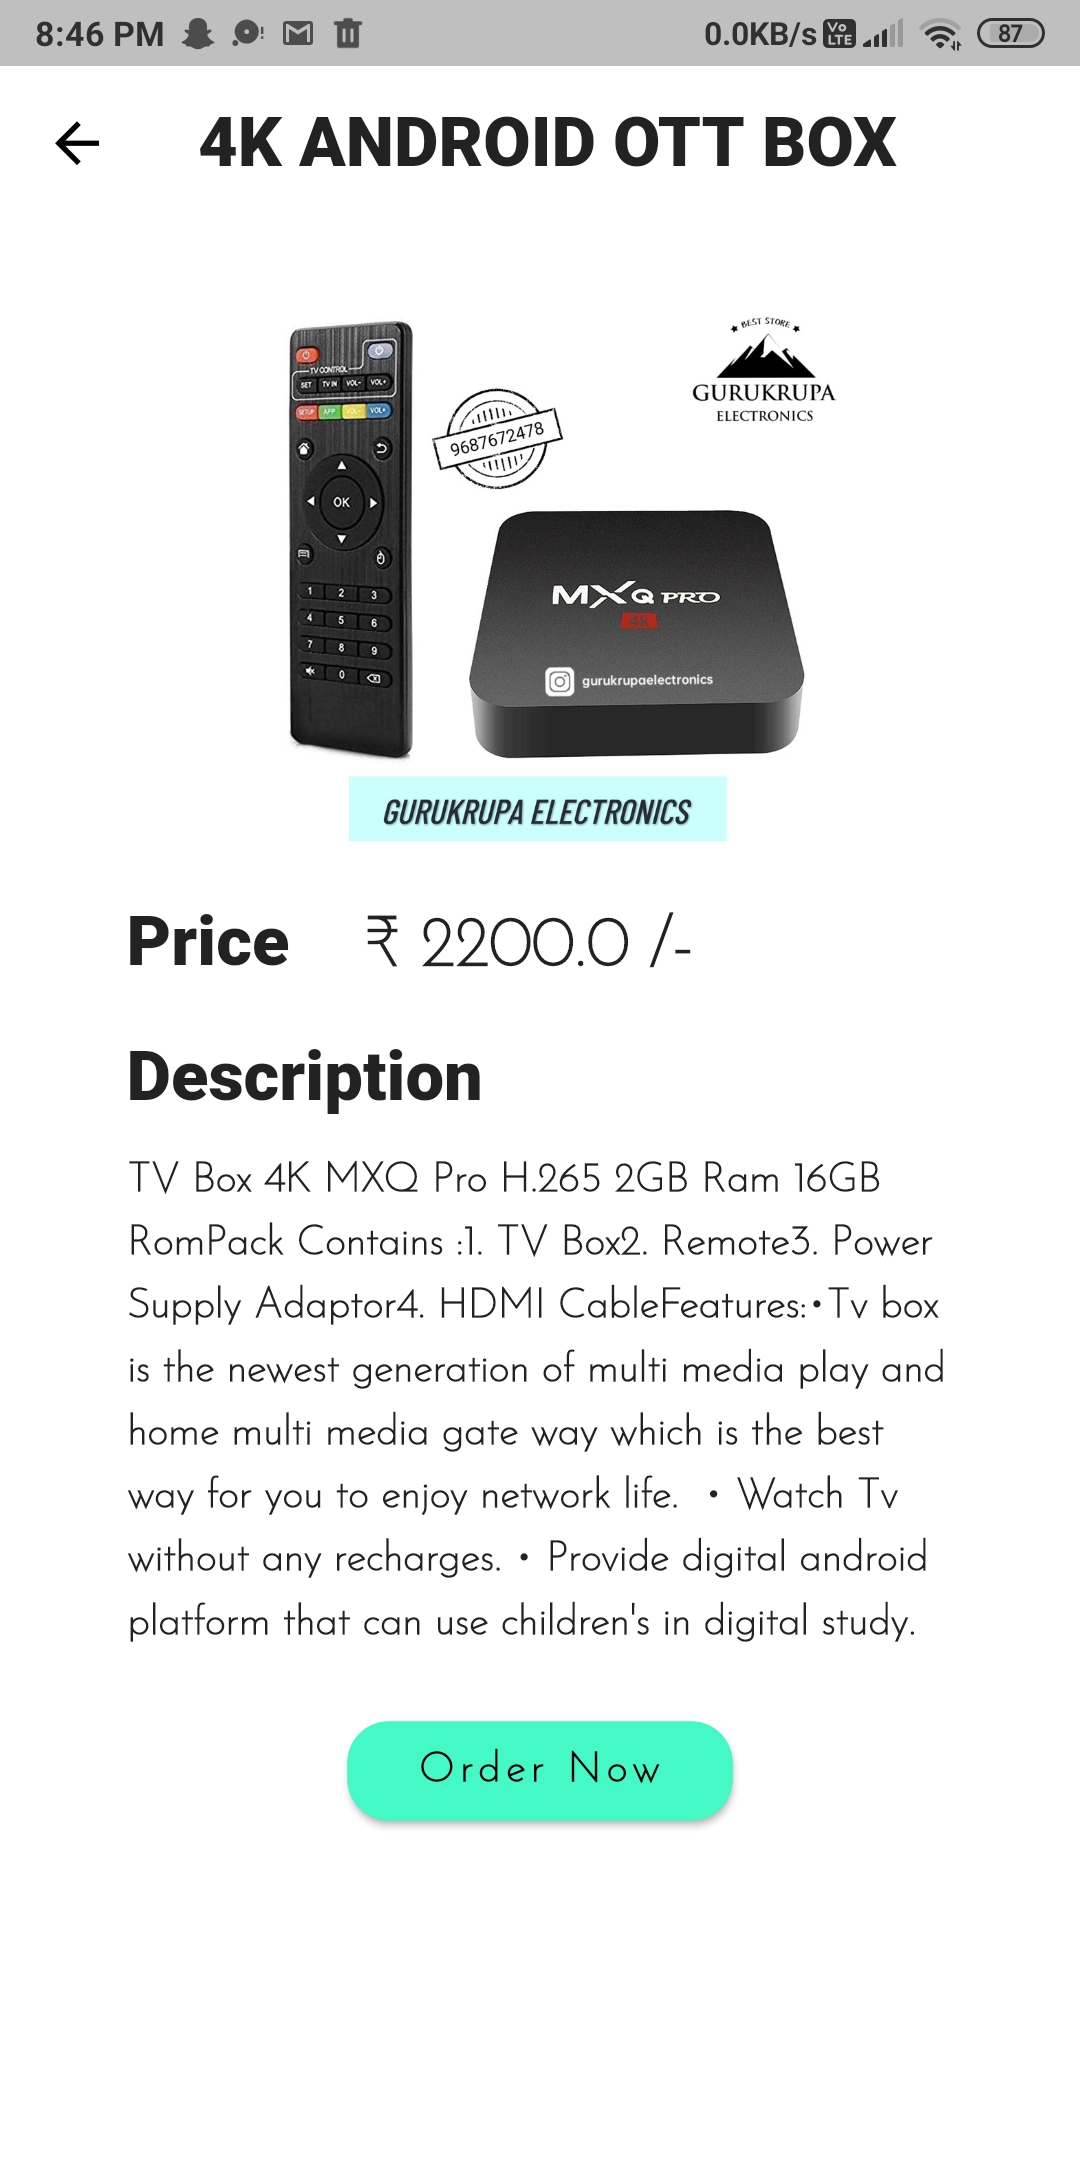 8:46 PM
0.0KB/s Vo LTE 87
4K ANDROID OTT BOX
★ BEST STORE ★
GURUKRUPA
ELECTRONICS
TV CONTROL
SET TV IN VOL- VOL+
SETUP APP VOL- VOL+
9687672478
OK
1 2 3
4 5 6
7 8 9
0
MXQ PRO
4K
gurukrupaelectronics
GURUKRUPA ELECTRONICS
Price ₹ 2200.0 /-
Description
TV Box 4K MXQ Pro H.265 2GB Ram 16GB
RomPack Contains :1. TV Box2. Remote3. Power
Supply Adaptor4. HDMI CableFeatures:•Tv box
is the newest generation of multi media play and
home multi media gate way which is the best
way for you to enjoy network life.  • Watch Tv
without any recharges. • Provide digital android
platform that can use children's in digital study.
Order Now